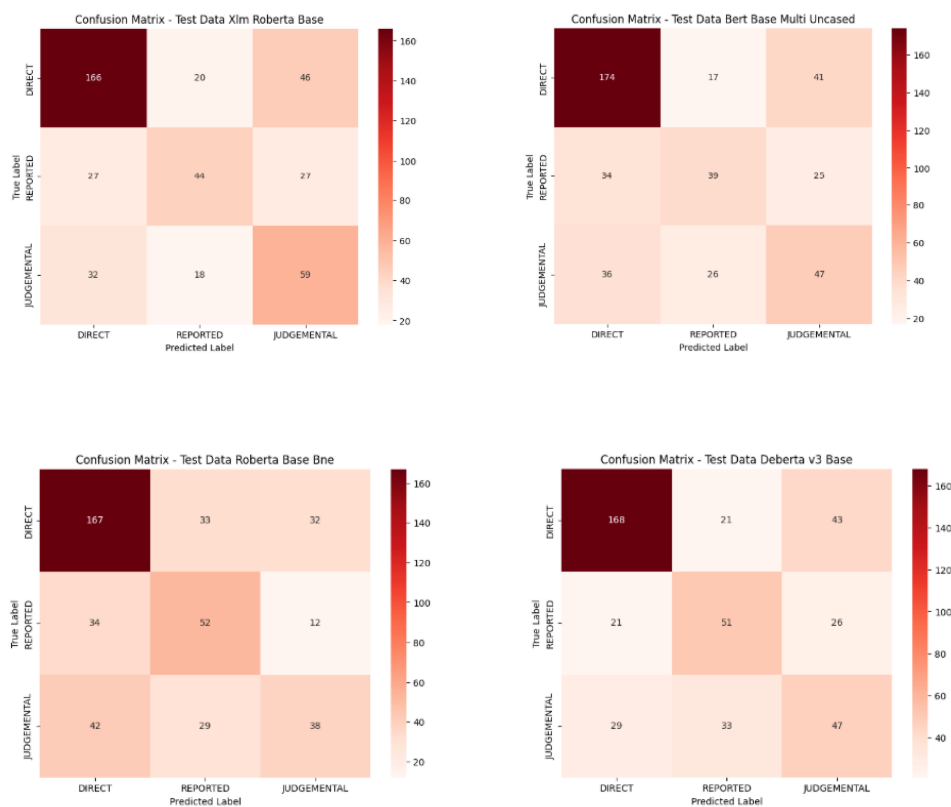 Confusion Matrix - Test Data Xlm Roberta Base
DIRECT
REPORTED
JUDGEMENTAL
True Label
166 20 46
27 44 27
32 18 59
DIRECT REPORTED JUDGEMENTAL
Predicted Label
160
140
120
100
80
60
40
20
Confusion Matrix - Test Data Bert Base Multi Uncased
DIRECT
REPORTED
JUDGEMENTAL
True Label
174 17 41
34 39 25
36 26 47
DIRECT REPORTED JUDGEMENTAL
Predicted Label
160
140
120
100
80
60
40
20
Confusion Matrix - Test Data Roberta Base Bne
DIRECT
REPORTED
JUDGEMENTAL
True Label
167 33 32
34 52 12
42 29 38
DIRECT REPORTED JUDGEMENTAL
Predicted Label
160
140
120
100
80
60
40
20
Confusion Matrix - Test Data Deberta v3 Base
DIRECT
REPORTED
JUDGEMENTAL
True Label
168 21 43
21 51 26
29 33 47
DIRECT REPORTED JUDGEMENTAL
Predicted Label
160
140
120
100
80
60
40